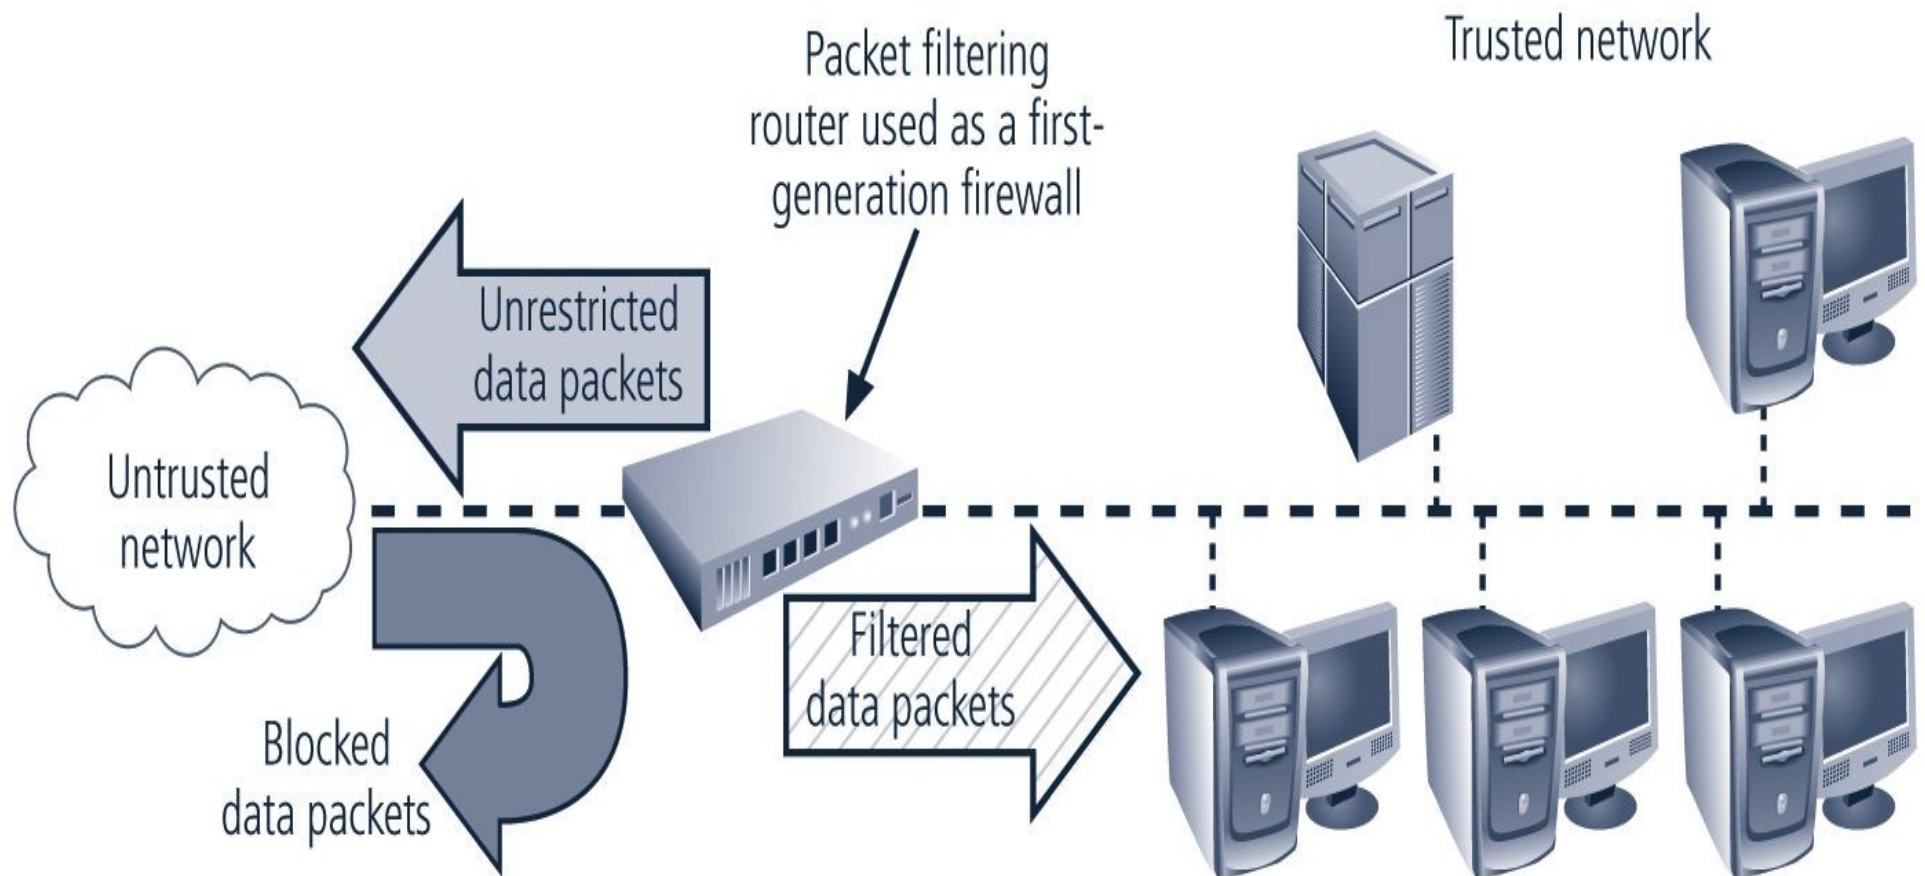 Packet filtering
router used as a first-
generation firewall
Trusted network
Unrestricted
data packets
Untrusted
network
Filtered
data packets
Blocked
data packets